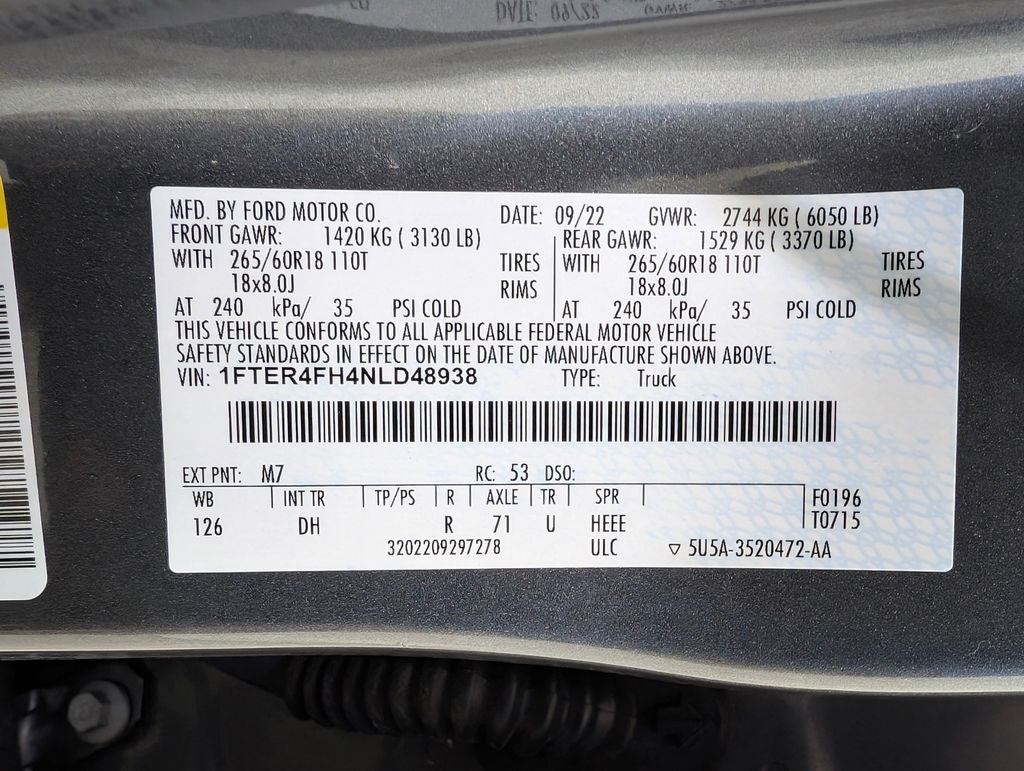 MFD. BY FORD MOTOR CO. DATE: 09/22 GVWR: 2744 KG ( 6050 LB)
FRONT GAWR: 1420 KG ( 3130 LB) REAR GAWR: 1529 KG ( 3370 LB)
WITH 265/60R18 110T TIRES WITH 265/60R18 110T TIRES
18x8.0J RIMS 18x8.0J RIMS
AT 240 kPa/ 35 PSI COLD AT 240 kPa/ 35 PSI COLD
THIS VEHICLE CONFORMS TO ALL APPLICABLE FEDERAL MOTOR VEHICLE
SAFETY STANDARDS IN EFFECT ON THE DATE OF MANUFACTURE SHOWN ABOVE.
VIN: 1FTER4FH4NLD48938 TYPE: Truck
EXT PNT: M7 RC: 53 DSO:
WB INT TR TP/PS R AXLE TR SPR F0196
126 DH R 71 U HEEE T0715
3202209297278 ULC ▽ 5U5A-3520472-AA